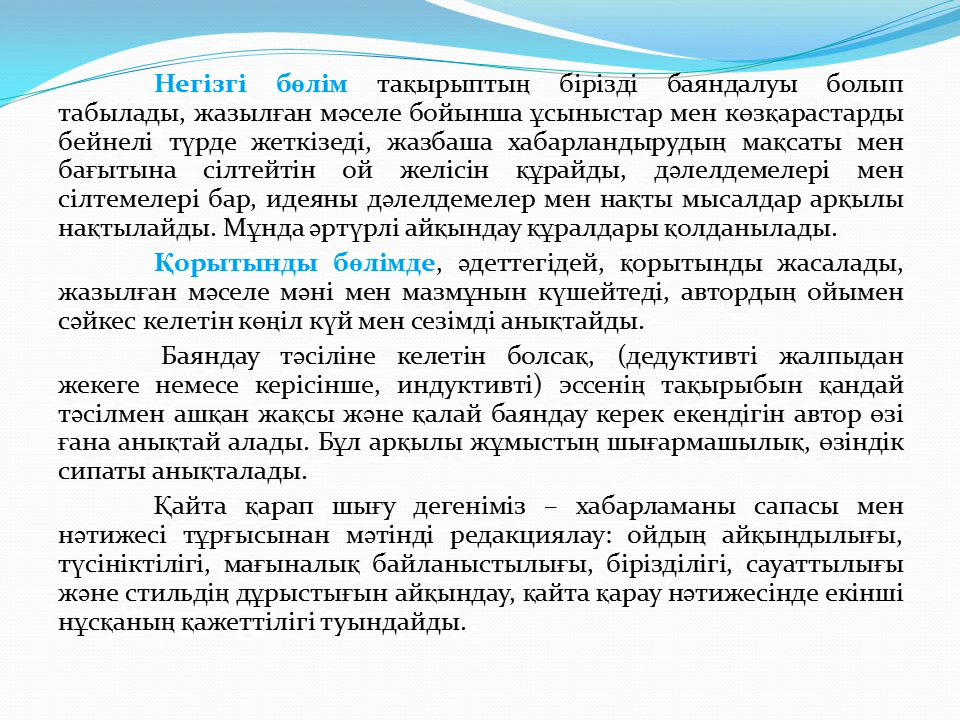 Негізгі бөлім тақырыптың бірізді баяндалуы болып
табылады, жазылған мәселе бойынша ұсыныстар мен көзқарастарды
бейнелі түрде жеткізеді, жазбаша хабарландырудың мақсаты мен
бағытына сілтейтін ой желісін құрайды, дәлелдемелері мен
сілтемелері бар, идеяны дәлелдемелер мен нақты мысалдар арқылы
нақтылайды. Мұнда әртүрлі айқындау құралдары қолданылады.
Қорытынды бөлімде, әдеттегідей, қорытынды жасалады,
жазылған мәселе мәні мен мазмұнын күшейтеді, автордың ойымен
сәйкес келетін көңіл күй мен сезімді анықтайды.
Баяндау тәсіліне келетін болсақ, (дедуктивті жалпыдан
жекеге немесе керісінше, индуктивті) эссенің тақырыбын қандай
тәсілмен ашқан жақсы және қалай баяндау керек екендігін автор өзі
ғана анықтай алады. Бұл арқылы жұмыстың шығармашылық, өзіндік
сипаты анықталады.
Қайта қарап шығу дегеніміз – хабарламаны сапасы мен
нәтижесі тұрғысынан мәтінді редакциялау: ойдың айқындылығы,
түсініктілігі, мағыналық байланыстылығы, бірізділігі, сауаттылығы
және стильдің дұрыстығын айқындау, қайта қарау нәтижесінде екінші
нұсқаның қажеттілігі туындайды.